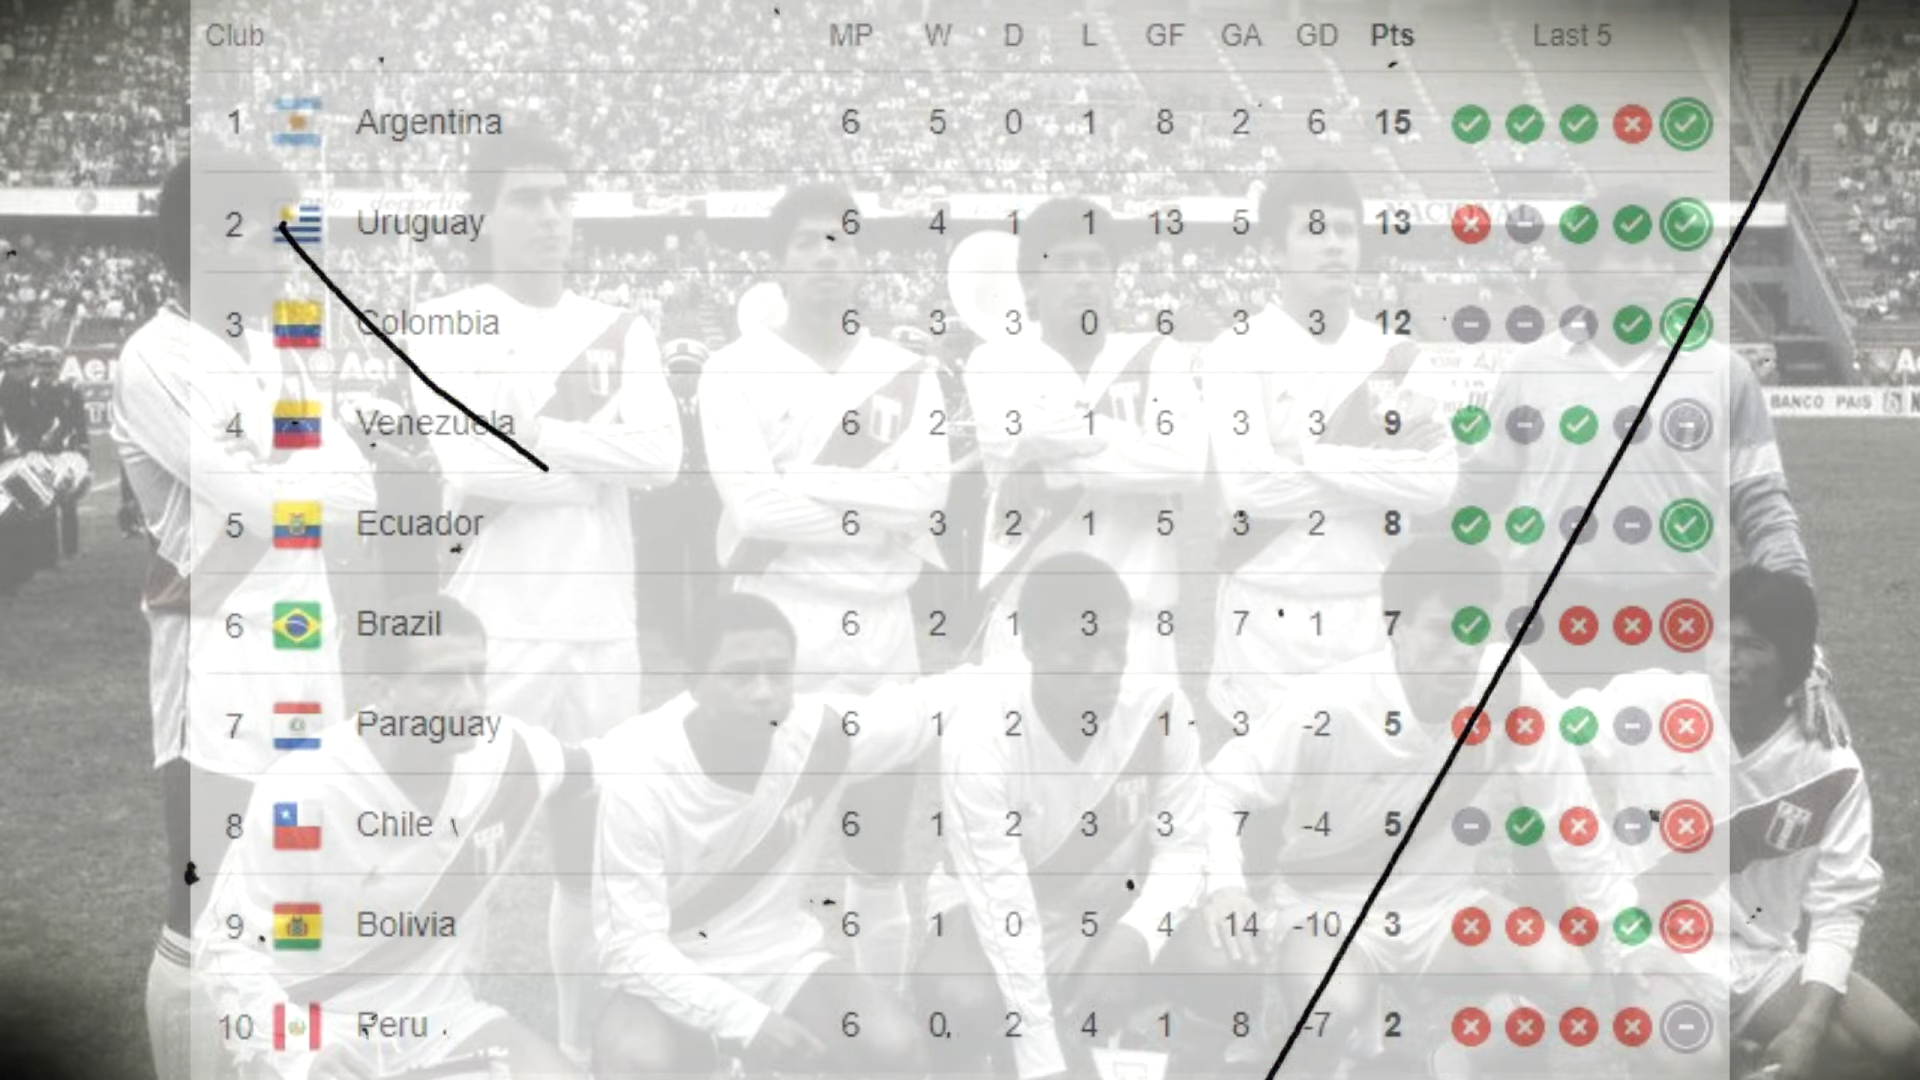 Club MP W D L GF GA GD Pts Last 5
1 Argentina 6 5 0 1 8 2 6 15
2 Uruguay 6 4 1 1 13 5 8 13
3 Colombia 6 3 3 0 6 3 3 12
4 Venezuela 6 2 3 1 6 3 3 9
5 Ecuador 6 3 2 1 5 3 2 8
6 Brazil 6 2 1 3 8 7 1 7
7 Paraguay 6 1 2 3 1 3 -2 5
8 Chile 6 1 2 3 3 7 -4 5
9 Bolivia 6 1 0 5 4 14 -10 3
10 Peru 6 0 2 4 1 8 -7 2
deportiv
NACIONAL
Aer
Aer
BANCO PAIS N